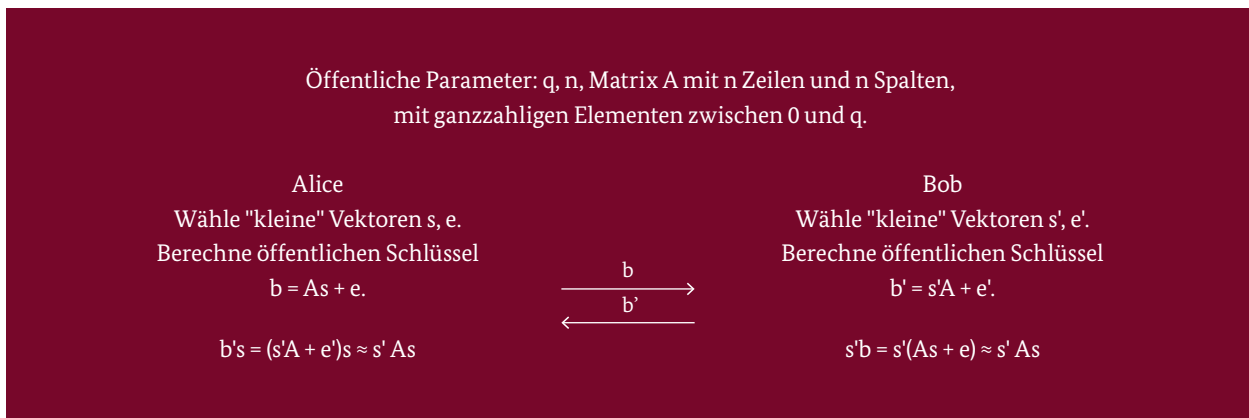 Öffentliche Parameter: q, n, Matrix A mit n Zeilen und n Spalten,
mit ganzzahligen Elementen zwischen 0 und q.
Alice
Wähle "kleine" Vektoren s, e.
Berechne öffentlichen Schlüssel
b = As + e.
b's = (s'A + e')s ≈ s' As
b
b’
Bob
Wähle "kleine" Vektoren s', e'.
Berechne öffentlichen Schlüssel
b' = s'A + e'.
s'b = s'(As + e) ≈ s' As